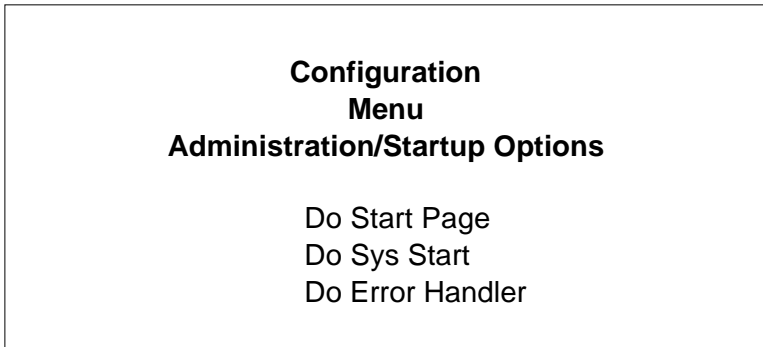 Configuration
Menu
Administration/Startup Options
Do Start Page
Do Sys Start
Do Error Handler